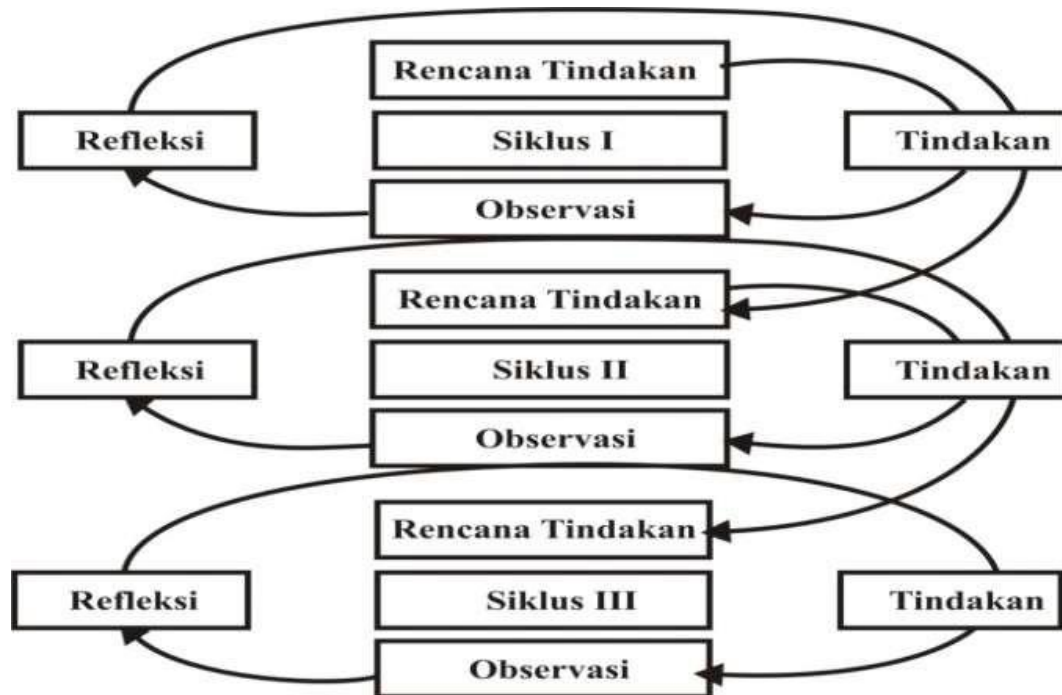 Rencana Tindakan
Refleksi
Siklus I
Tindakan
Observasi
Rencana Tindakan
Refleksi
Siklus II
Tindakan
Observasi
Rencana Tindakan
Refleksi
Siklus III
Tindakan
Observasi